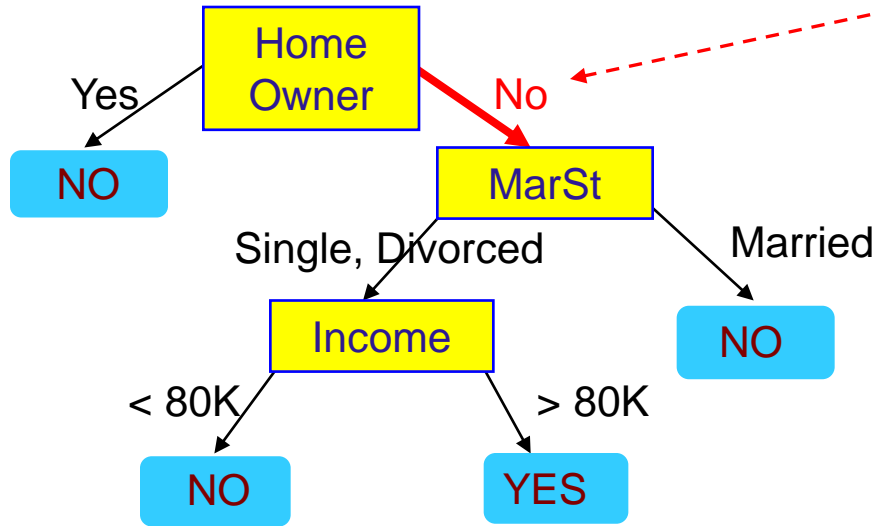 Home
Owner
Yes
No
NO
MarSt
Single, Divorced
Married
Income
NO
< 80K
> 80K
NO
YES